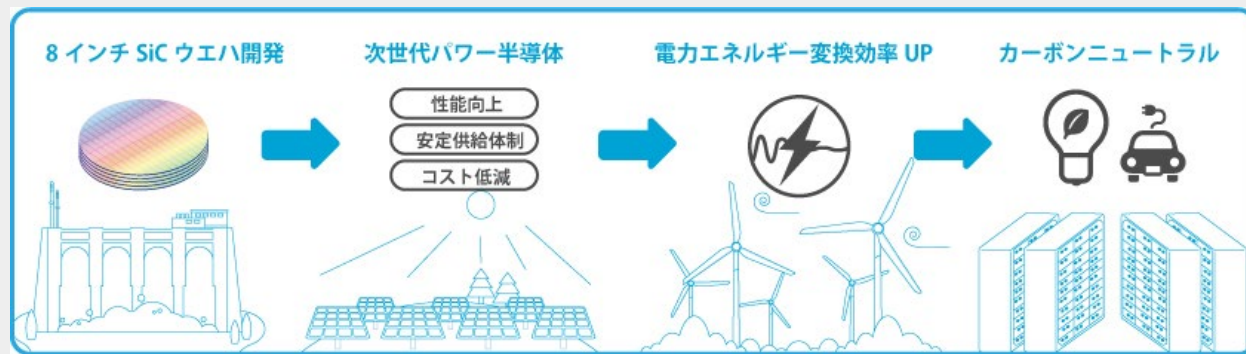 8 インチ SiC ウエハ開発
次世代パワー半導体
電力エネルギー変換効率 UP
カーボンニュートラル
性能向上
安定供給体制
コスト低減